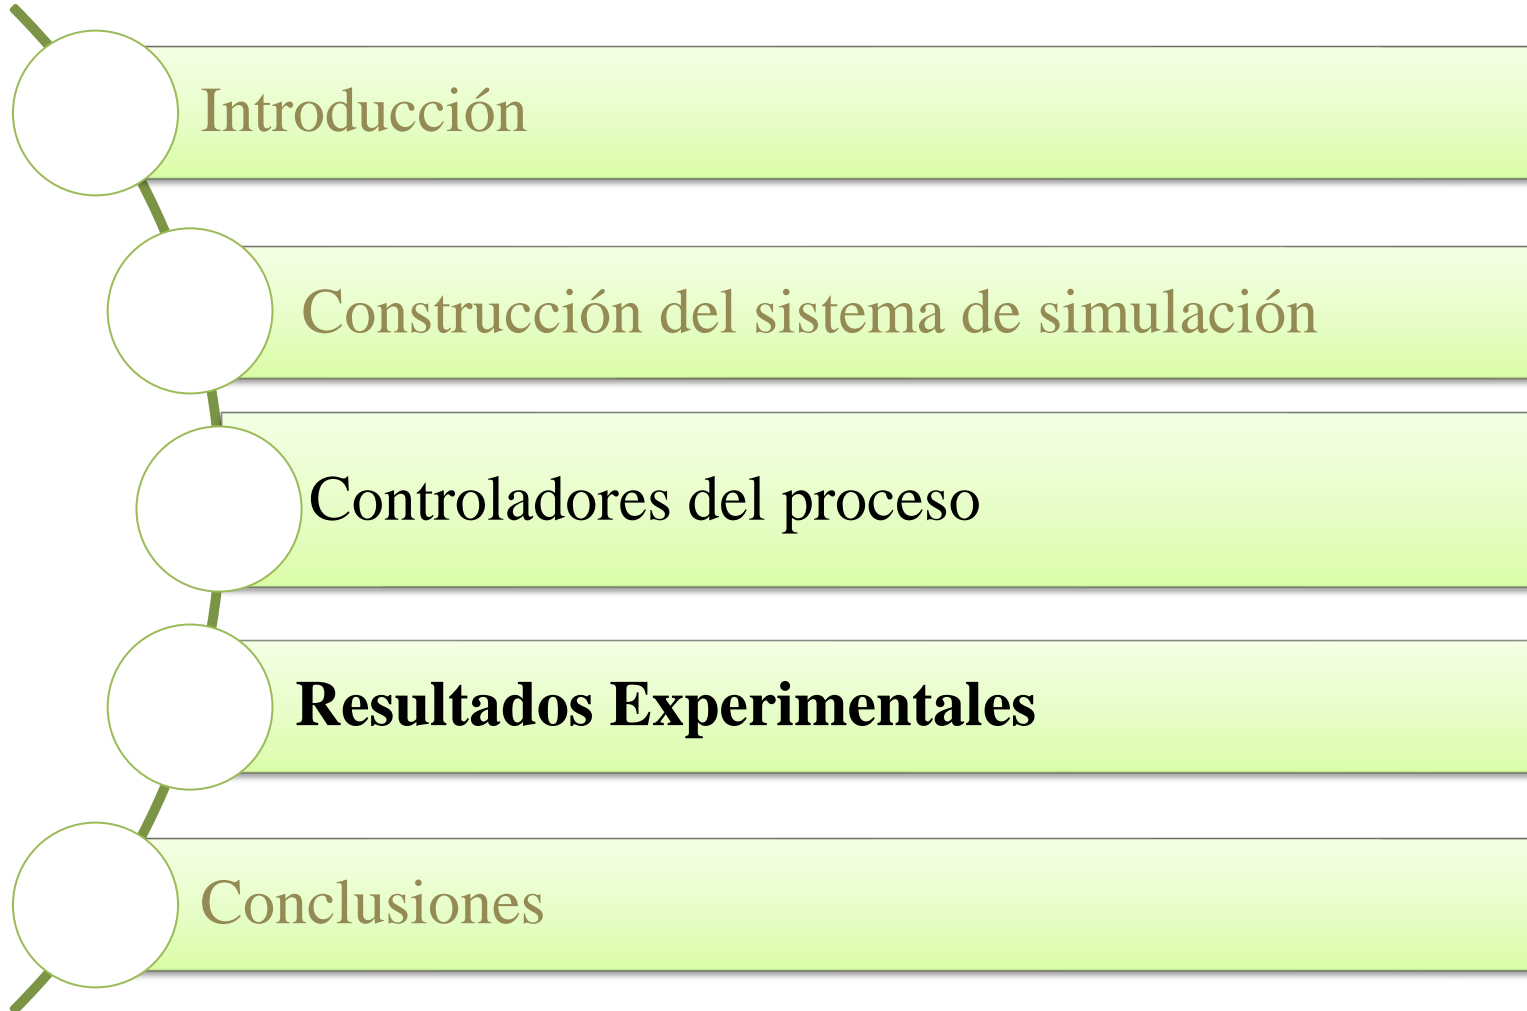 Introducción
Construcción del sistema de simulación
Controladores del proceso
Resultados Experimentales
Conclusiones